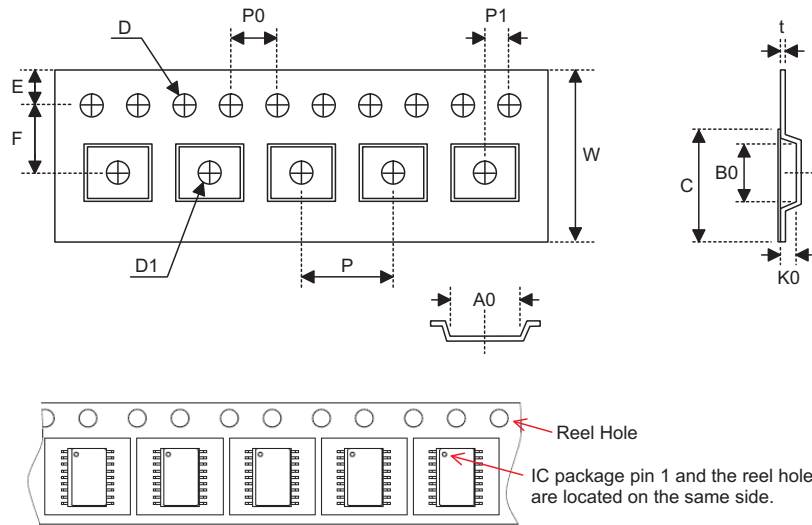 D
P0
P1
t
E
F
W
C
B0
D1
P
K0
A0
Reel Hole
IC package pin 1 and the reel holes
are located on the same side.